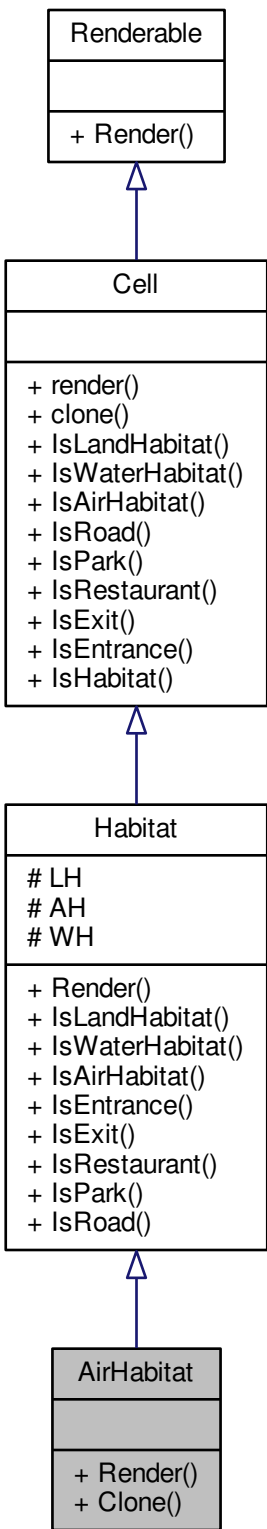 Renderable
+ Render()
Cell
+ render()
+ clone()
+ IsLandHabitat()
+ IsWaterHabitat()
+ IsAirHabitat()
+ IsRoad()
+ IsPark()
+ IsRestaurant()
+ IsExit()
+ IsEntrance()
+ IsHabitat()
Habitat
# LH
# AH
# WH
+ Render()
+ IsLandHabitat()
+ IsWaterHabitat()
+ IsAirHabitat()
+ IsEntrance()
+ IsExit()
+ IsRestaurant()
+ IsPark()
+ IsRoad()
AirHabitat
+ Render()
+ Clone()